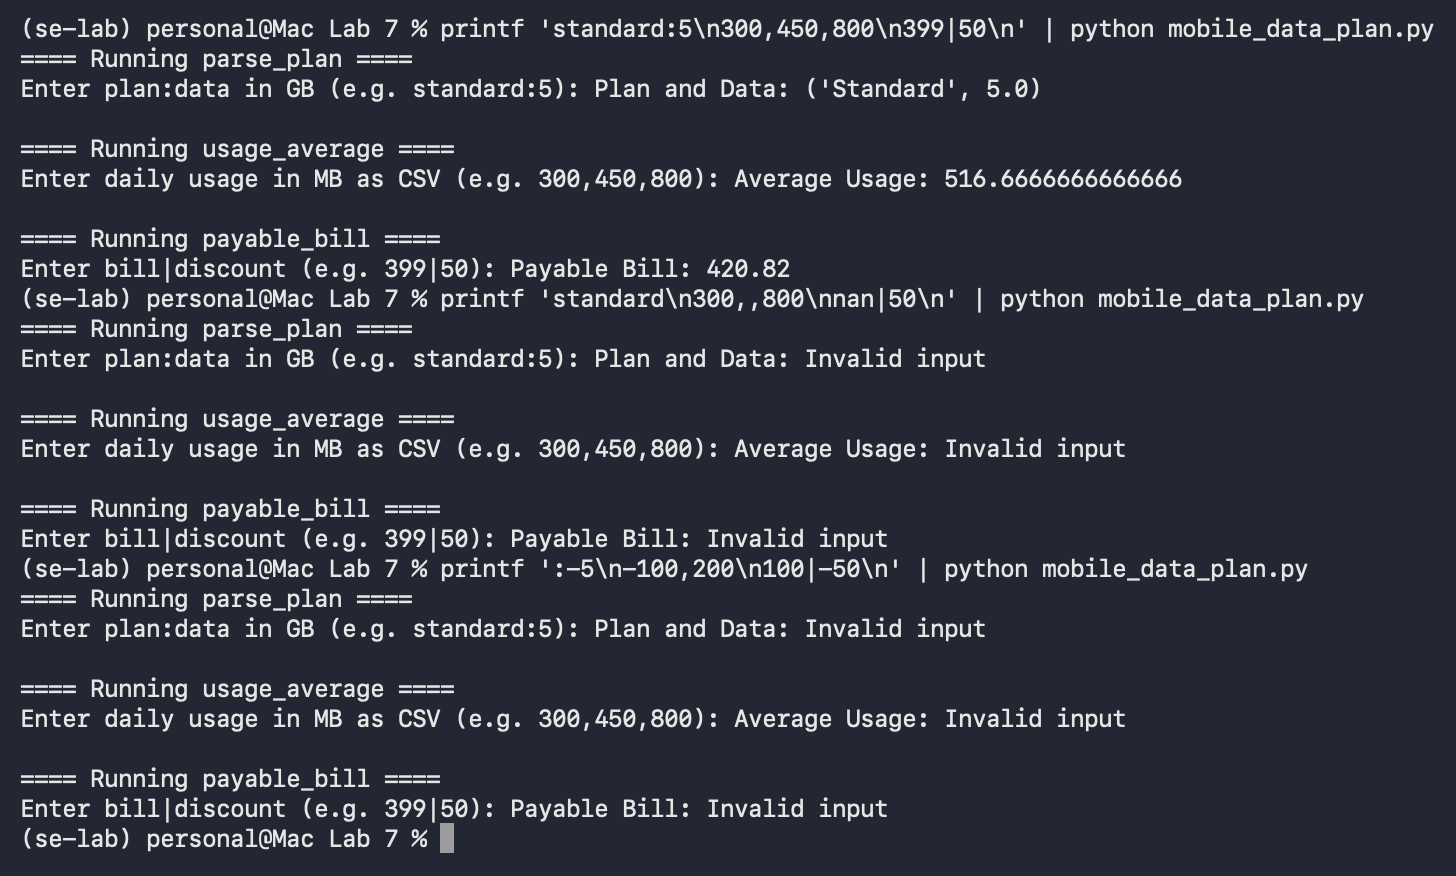 (se-lab) personal@Mac Lab 7 % printf 'standard:5\n300,450,800\n399|50\n' | python mobile_data_plan.py
==== Running parse_plan ====
Enter plan:data in GB (e.g. standard:5): Plan and Data: ('Standard', 5.0)

==== Running usage_average ====
Enter daily usage in MB as CSV (e.g. 300,450,800): Average Usage: 516.6666666666666

==== Running payable_bill ====
Enter bill|discount (e.g. 399|50): Payable Bill: 420.82
(se-lab) personal@Mac Lab 7 % printf 'standard\n300,,800\nnan|50\n' | python mobile_data_plan.py
==== Running parse_plan ====
Enter plan:data in GB (e.g. standard:5): Plan and Data: Invalid input

==== Running usage_average ====
Enter daily usage in MB as CSV (e.g. 300,450,800): Average Usage: Invalid input

==== Running payable_bill ====
Enter bill|discount (e.g. 399|50): Payable Bill: Invalid input
(se-lab) personal@Mac Lab 7 % printf ':-5\n-100,200\n100|-50\n' | python mobile_data_plan.py
==== Running parse_plan ====
Enter plan:data in GB (e.g. standard:5): Plan and Data: Invalid input

==== Running usage_average ====
Enter daily usage in MB as CSV (e.g. 300,450,800): Average Usage: Invalid input

==== Running payable_bill ====
Enter bill|discount (e.g. 399|50): Payable Bill: Invalid input
(se-lab) personal@Mac Lab 7 %